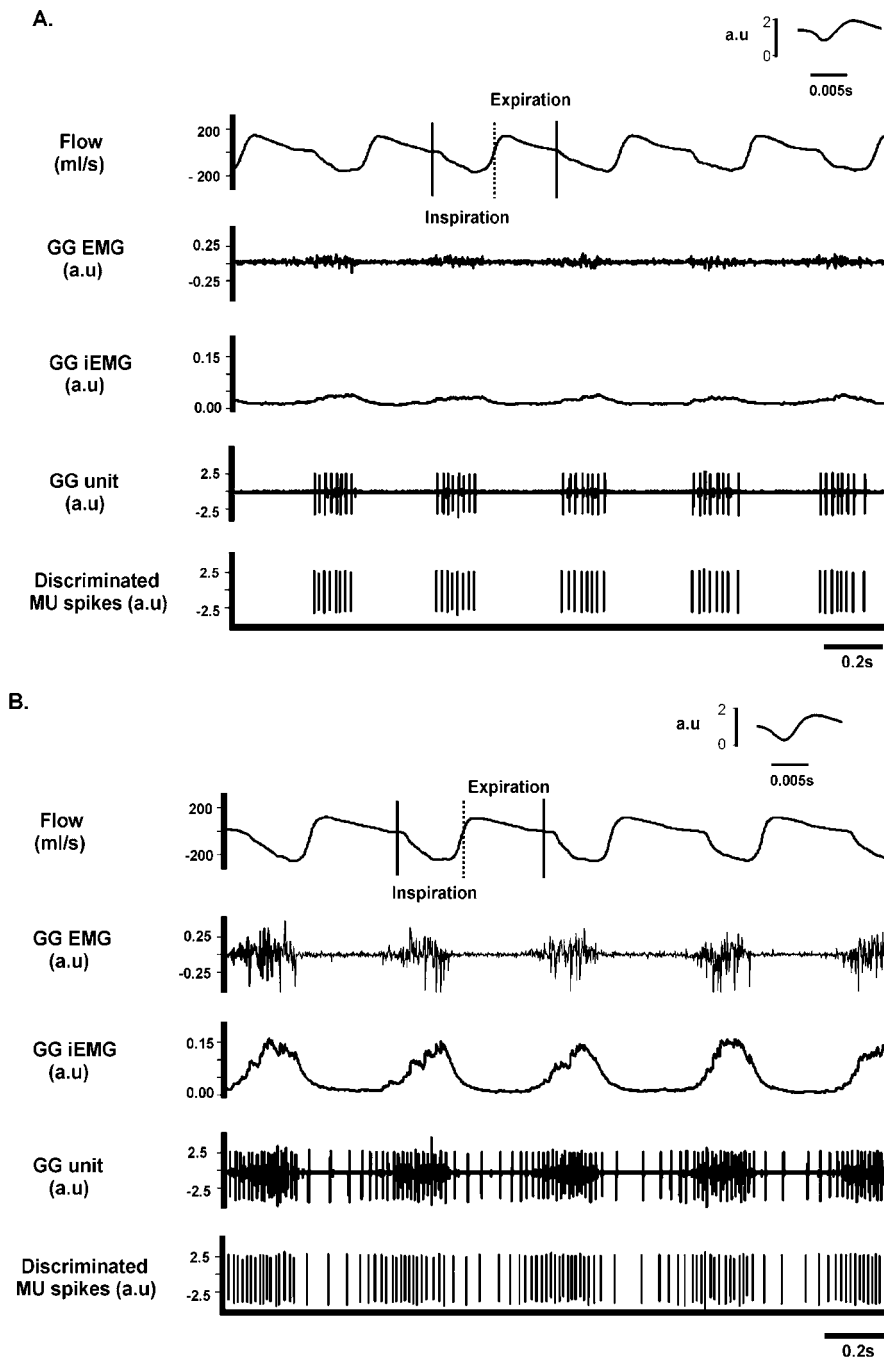 A.
a.u
2
0
0.005s
Expiration
Flow
(ml/s)
200
- 200
Inspiration
GG EMG
(a.u)
0.25
-0.25
GG iEMG
(a.u)
0.15
0.00
GG unit
(a.u)
2.5
-2.5
Discriminated
MU spikes (a.u)
2.5
-2.5
0.2s
B.
a.u
2
0
0.005s
Expiration
Flow
(ml/s)
200
-200
Inspiration
GG EMG
(a.u)
0.25
-0.25
GG iEMG
(a.u)
0.15
0.00
GG unit
(a.u)
2.5
-2.5
Discriminated
MU spikes (a.u)
2.5
-2.5
0.2s